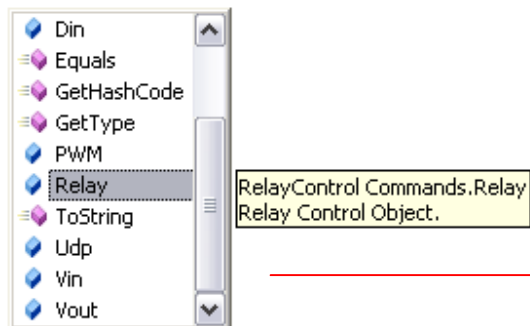 Din
Equals
GetHashCode
GetType
PWM
Relay
ToString
Udp
Vin
Vout
RelayControl Commands.Relay
Relay Control Object.